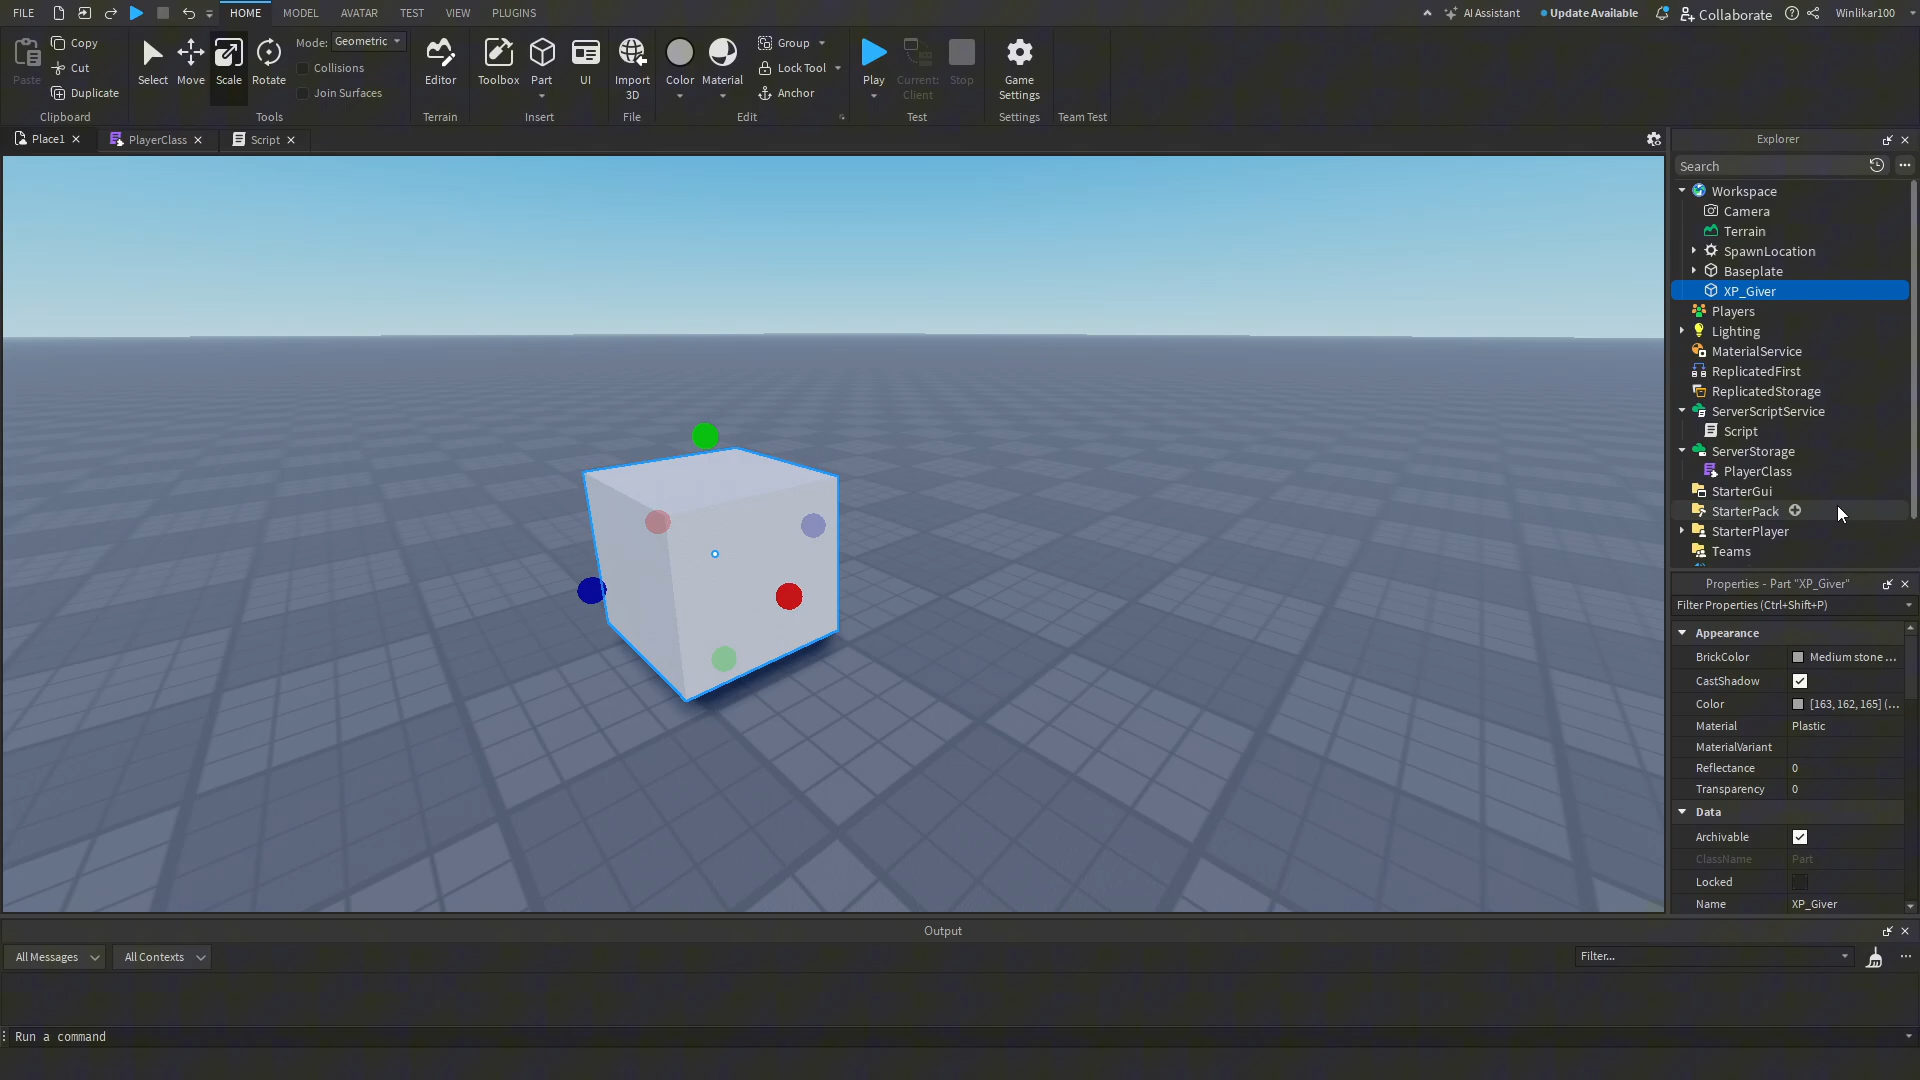 FILE HOME MODEL AVATAR TEST VIEW PLUGINS AI Assistant Update Available Collaborate Winlikar100
Paste Copy Cut Duplicate Clipboard
Select Move Scale Rotate Mode: Geometric Collisions Join Surfaces Tools
Editor Terrain
Toolbox Part UI Insert
Import 3D File
Color Material Group Lock Tool Anchor Edit
Play Current: Client Stop Test
Game Settings Settings
Team Test
Place1 PlayerClass Script
Explorer
Search
Workspace
Camera
Terrain
SpawnLocation
Baseplate
XP_Giver
Players
Lighting
MaterialService
ReplicatedFirst
ReplicatedStorage
ServerScriptService
Script
ServerStorage
PlayerClass
StarterGui
StarterPack
StarterPlayer
Teams
Properties - Part "XP_Giver"
Filter Properties (Ctrl+Shift+P)
Appearance
BrickColor Medium stone ...
CastShadow
Color [163, 162, 165] (...
Material Plastic
MaterialVariant
Reflectance 0
Transparency 0
Data
Archivable
ClassName Part
Locked
Name XP_Giver
Output
All Messages All Contexts Filter...
Run a command